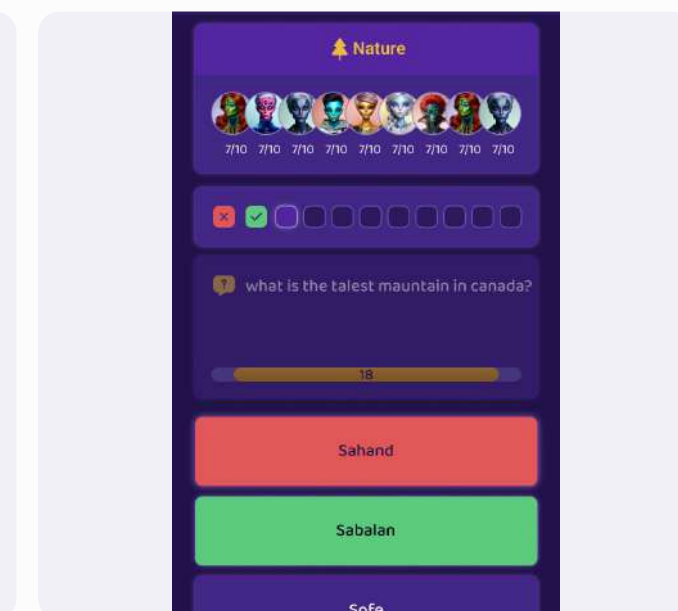 Nature
7/10 7/10 7/10 7/10 7/10 7/10 7/10 7/10 7/10
what is the talest mauntain in canada?
18
Sahand
Sabalan
Sofe